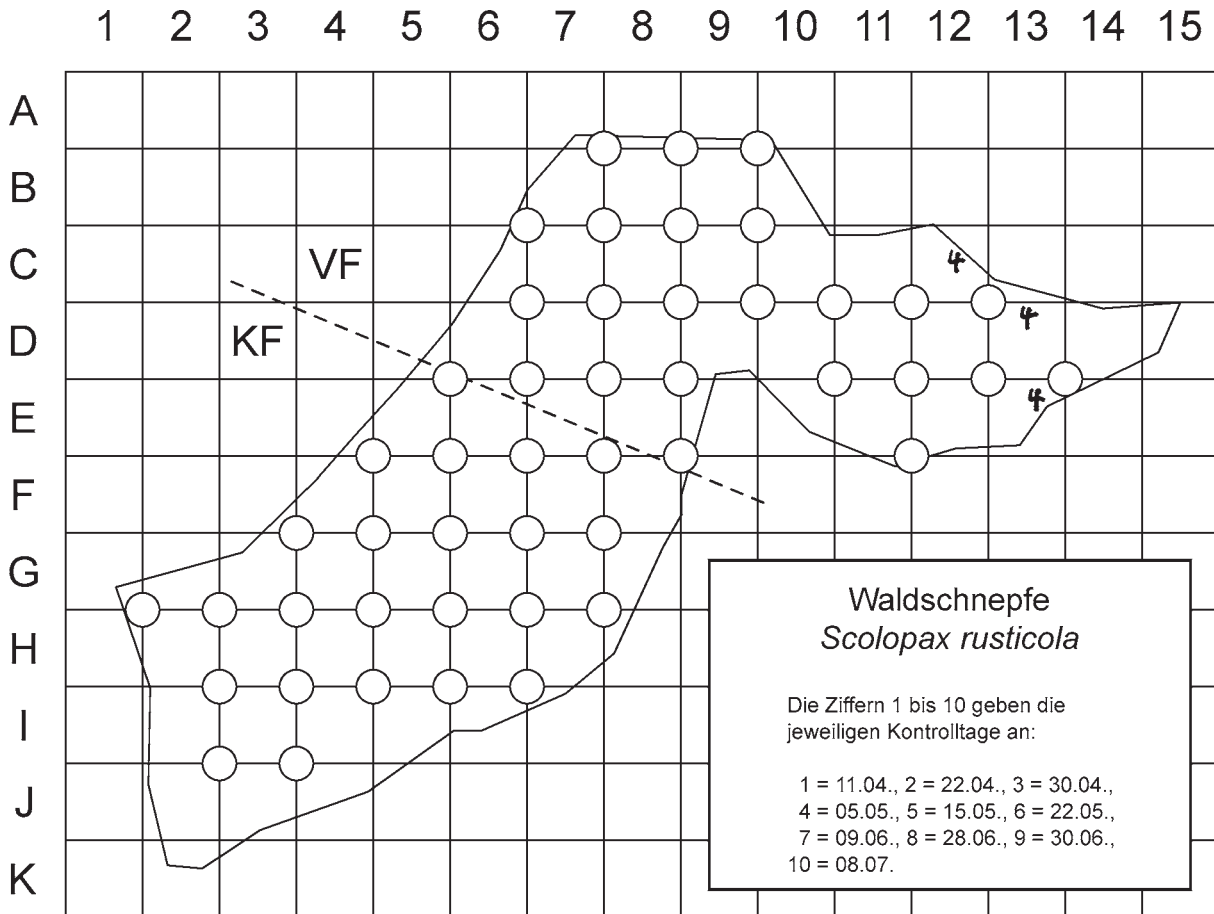 1 2 3 4 5 6 7 8 9 10 11 12 13 14 15
A
B
C
VF
4
D
KF
4
E
4
F
G
H
I
J
K
Waldschnepfe
Scolopax rusticola
Die Ziffern 1 bis 10 geben die
jeweiligen Kontrolltage an:
1 = 11.04., 2 = 22.04., 3 = 30.04.,
4 = 05.05., 5 = 15.05., 6 = 22.05.,
7 = 09.06., 8 = 28.06., 9 = 30.06.,
10 = 08.07.